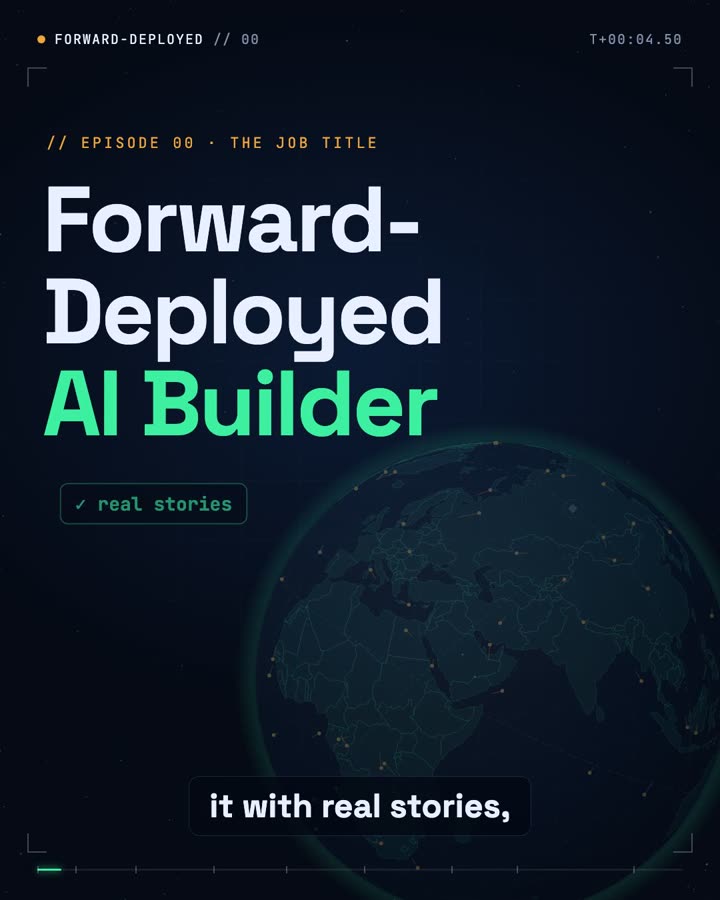 FORWARD-DEPLOYED // 00
T+00:04.50
// EPISODE 00 · THE JOB TITLE
Forward-
Deployed
AI Builder
✓ real stories
it with real stories,